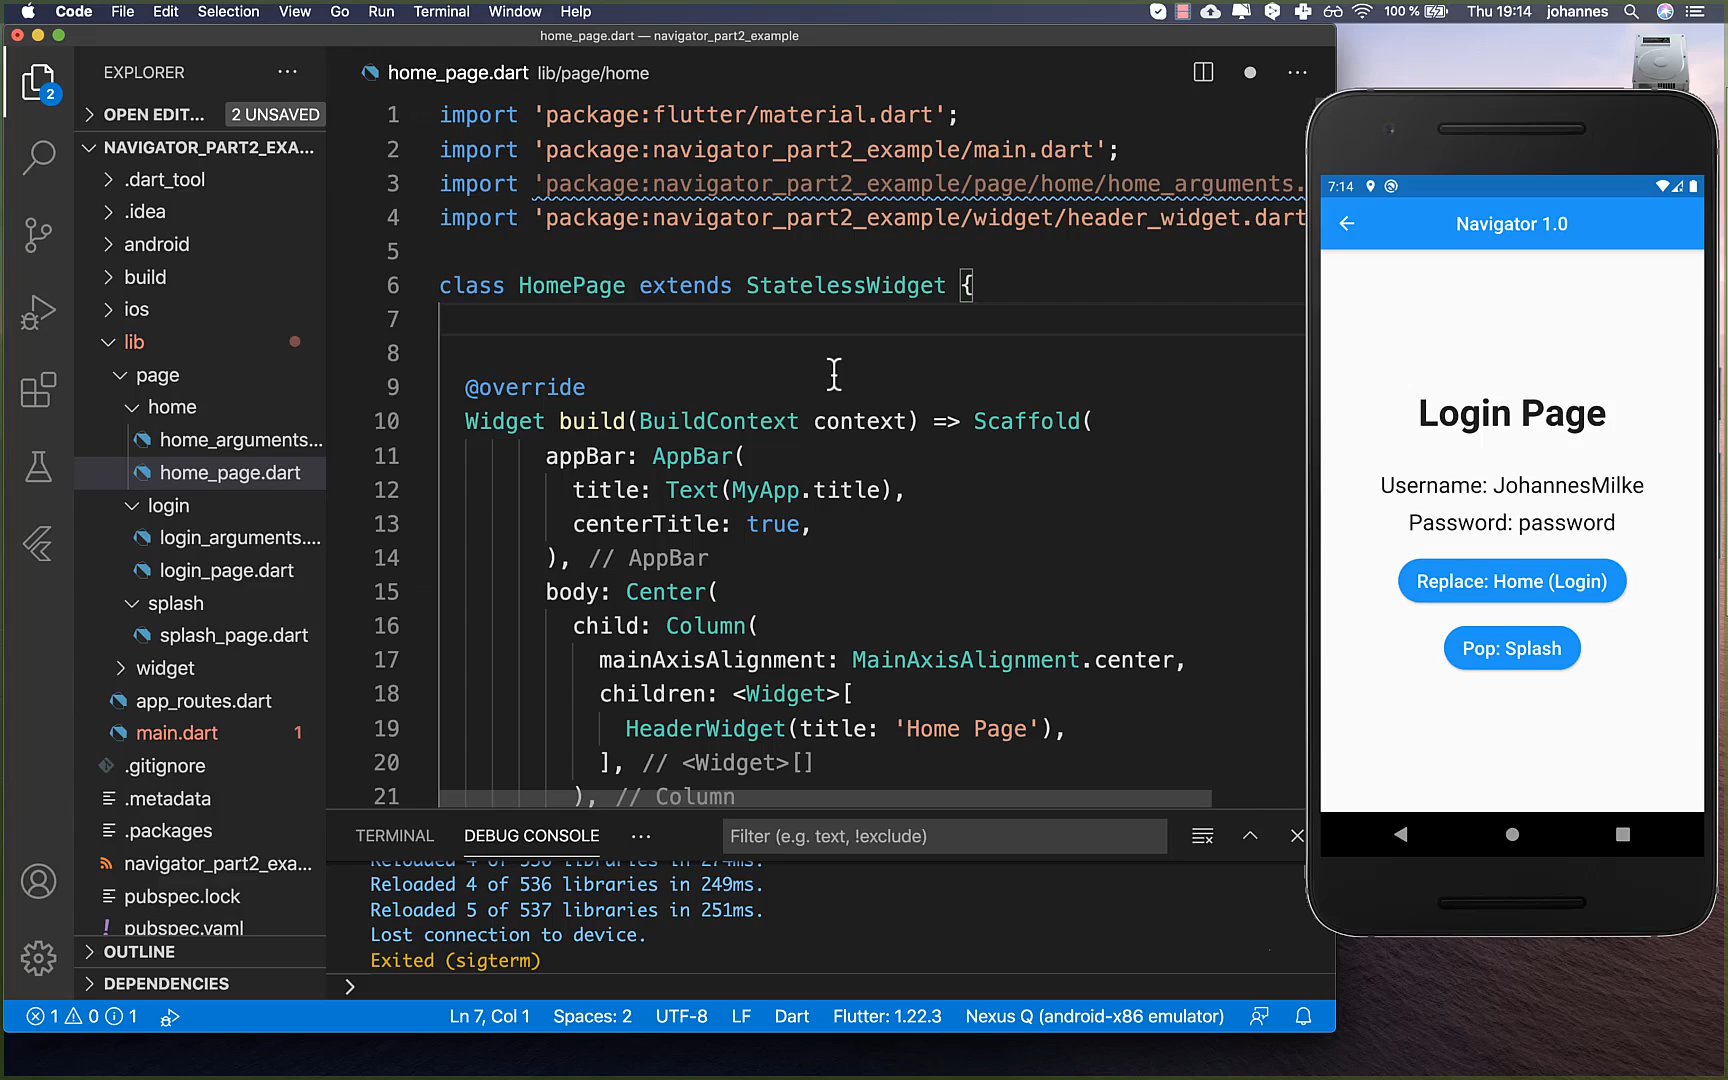 Code File Edit Selection View Go Run Terminal Window Help 100 % Thu 19:14 johannes
home_page.dart — navigator_part2_example
EXPLORER
OPEN EDIT... 2 UNSAVED
NAVIGATOR_PART2_EXA...
.dart_tool
.idea
android
build
ios
lib
page
home
home_arguments...
home_page.dart
login
login_arguments....
login_page.dart
splash
splash_page.dart
widget
app_routes.dart
main.dart 1
.gitignore
.metadata
.packages
navigator_part2_exa...
pubspec.lock
pubspec.yaml
OUTLINE
DEPENDENCIES
2
home_page.dart lib/page/home
1 import 'package:flutter/material.dart';
2 import 'package:navigator_part2_example/main.dart';
3 import 'package:navigator_part2_example/page/home/home_arguments.
4 import 'package:navigator_part2_example/widget/header_widget.dart
5
6 class HomePage extends StatelessWidget {
7
8
9 @override
10 Widget build(BuildContext context) => Scaffold(
11 appBar: AppBar(
12 title: Text(MyApp.title),
13 centerTitle: true,
14 ), // AppBar
15 body: Center(
16 child: Column(
17 mainAxisAlignment: MainAxisAlignment.center,
18 children: <Widget>[
19 HeaderWidget(title: 'Home Page'),
20 ], // <Widget>[]
21 ), // Column
TERMINAL DEBUG CONSOLE Filter (e.g. text, !exclude)
Reloaded 4 of 536 libraries in 274ms.
Reloaded 4 of 536 libraries in 249ms.
Reloaded 5 of 537 libraries in 251ms.
Lost connection to device.
Exited (sigterm)
1 0 1 Ln 7, Col 1 Spaces: 2 UTF-8 LF Dart Flutter: 1.22.3 Nexus Q (android-x86 emulator)
7:14
Navigator 1.0
Login Page
Username: JohannesMilke
Password: password
Replace: Home (Login)
Pop: Splash